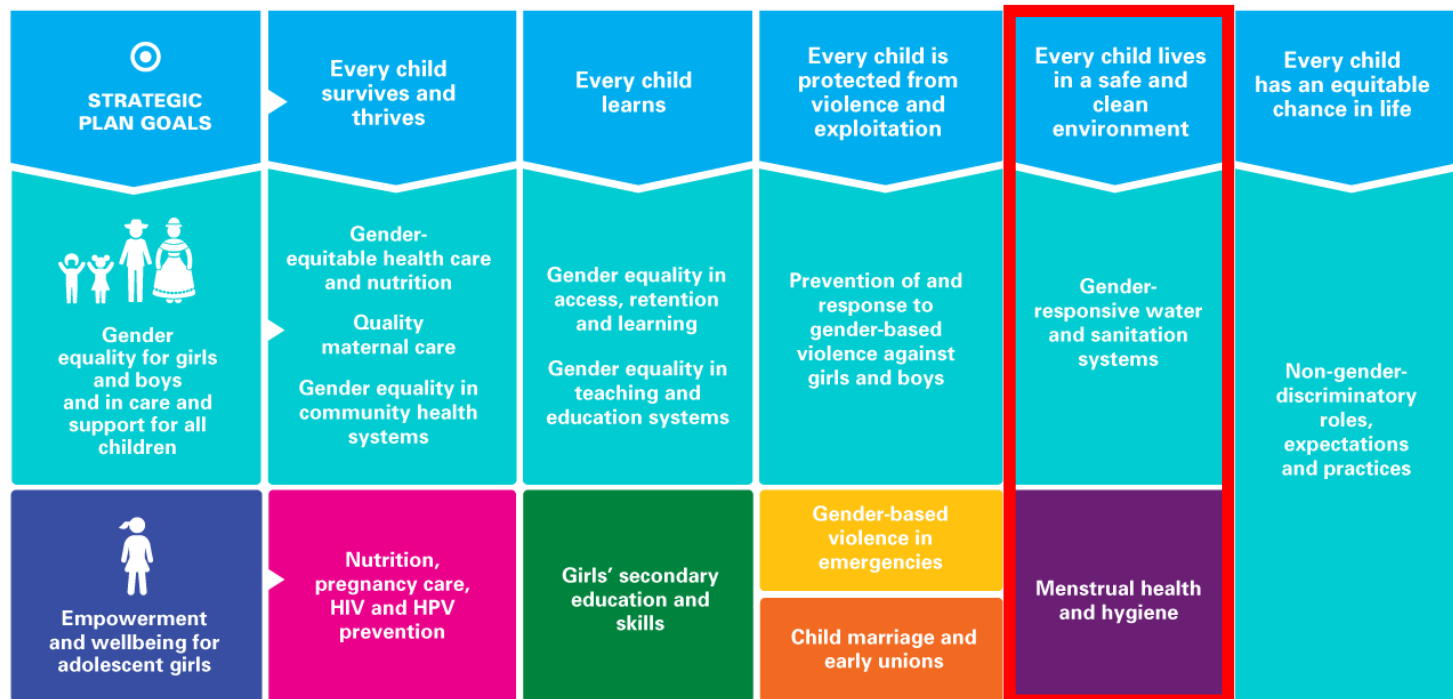 STRATEGIC
PLAN GOALS
Every child
survives and
thrives
Every child
learns
Every child is
protected from
violence and
exploitation
Every child lives
in a safe and
clean
environment
Every child
has an equitable
chance in life
Gender
equality for girls
and boys
and in care and
support for all
children
Gender-
equitable health care
and nutrition
Quality
maternal care
Gender equality in
community health
systems
Gender equality in
access, retention
and learning
Gender equality in
teaching and
education systems
Prevention of and
response to
gender-based
violence against
girls and boys
Gender-
responsive water
and sanitation
systems
Non-gender-
discriminatory
roles,
expectations
and practices
Empowerment
and wellbeing for
adolescent girls
Nutrition,
pregnancy care,
HIV and HPV
prevention
Girls’ secondary
education and
skills
Gender-based
violence in
emergencies
Child marriage and
early unions
Menstrual health
and hygiene